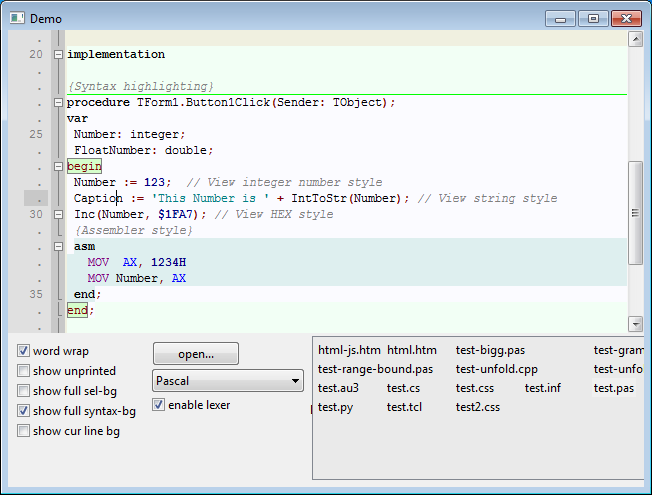 Demo
20 implementation
{Syntax highlighting}
procedure TForm1.Button1Click(Sender: TObject);
var
25 Number: integer;
FloatNumber: double;
begin
Number := 123; // View integer number style
Caption := 'This Number is ' + IntToStr(Number); // View string style
30 Inc(Number, $1FA7); // View HEX style
{Assembler style}
asm
MOV AX, 1234H
MOV Number, AX
35 end;
end;
word wrap
show unprinted
show full sel-bg
show full syntax-bg
show cur line bg
open...
Pascal
enable lexer
html-js.htm html.htm test-bigg.pas test-gram
test-range-bound.pas test-unfold.cpp test-unfo
test.au3 test.cs test.css test.inf test.pas
test.py test.tcl test2.css